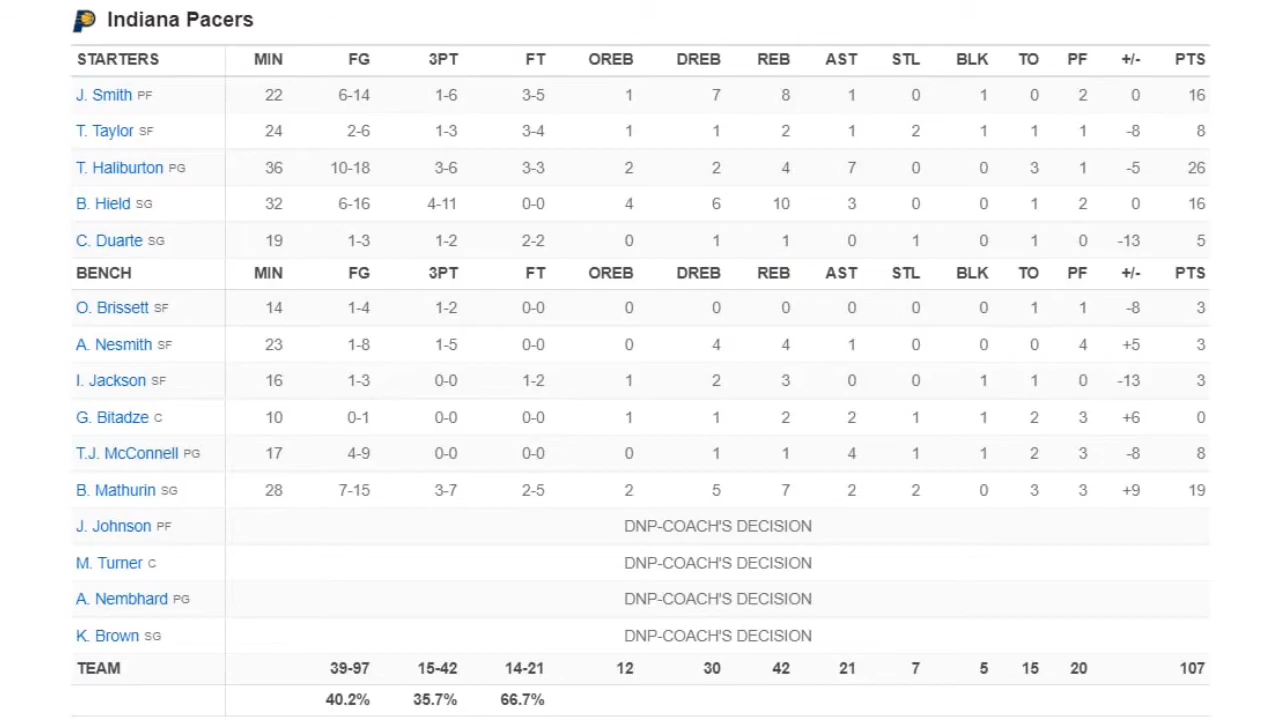 Indiana Pacers
STARTERS MIN FG 3PT FT OREB DREB REB AST STL BLK TO PF +/- PTS
J. Smith PF 22 6-14 1-6 3-5 1 7 8 1 0 1 0 2 0 16
T. Taylor SF 24 2-6 1-3 3-4 1 1 2 1 2 1 1 1 -8 8
T. Haliburton PG 36 10-18 3-6 3-3 2 2 4 7 0 0 3 1 -5 26
B. Hield SG 32 6-16 4-11 0-0 4 6 10 3 0 0 1 2 0 16
C. Duarte SG 19 1-3 1-2 2-2 0 1 1 0 1 0 1 0 -13 5
BENCH MIN FG 3PT FT OREB DREB REB AST STL BLK TO PF +/- PTS
O. Brissett SF 14 1-4 1-2 0-0 0 0 0 0 0 0 1 1 -8 3
A. Nesmith SF 23 1-8 1-5 0-0 0 4 4 1 0 0 0 4 +5 3
I. Jackson SF 16 1-3 0-0 1-2 1 2 3 0 0 1 1 0 -13 3
G. Bitadze C 10 0-1 0-0 0-0 1 1 2 2 1 1 2 3 +6 0
T.J. McConnell PG 17 4-9 0-0 0-0 0 1 1 4 1 1 2 3 -8 8
B. Mathurin SG 28 7-15 3-7 2-5 2 5 7 2 2 0 3 3 +9 19
J. Johnson PF DNP-COACH'S DECISION
M. Turner C DNP-COACH'S DECISION
A. Nembhard PG DNP-COACH'S DECISION
K. Brown SG DNP-COACH'S DECISION
TEAM 39-97 15-42 14-21 12 30 42 21 7 5 15 20 107
40.2% 35.7% 66.7%